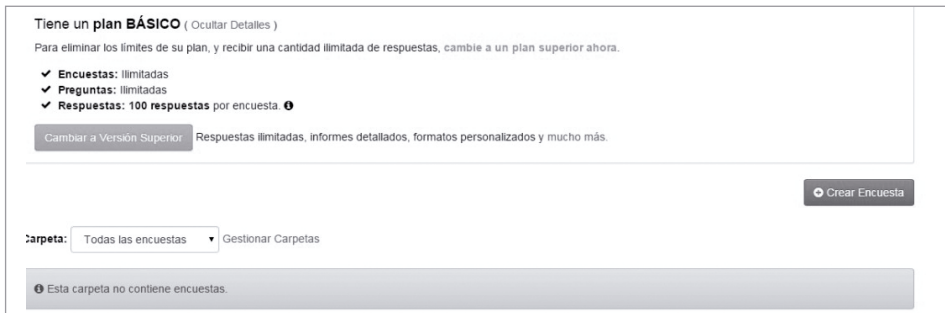 Tiene un plan BÁSICO ( Ocultar Detalles )
Para eliminar los límites de su plan, y recibir una cantidad ilimitada de respuestas, cambie a un plan superior ahora.
Encuestas: Ilimitadas
Preguntas: Ilimitadas
Respuestas: 100 respuestas por encuesta.
Cambiar a Versión Superior Respuestas ilimitadas, informes detallados, formatos personalizados y mucho más.
Crear Encuesta
Carpeta: Todas las encuestas Gestionar Carpetas
Esta carpeta no contiene encuestas.